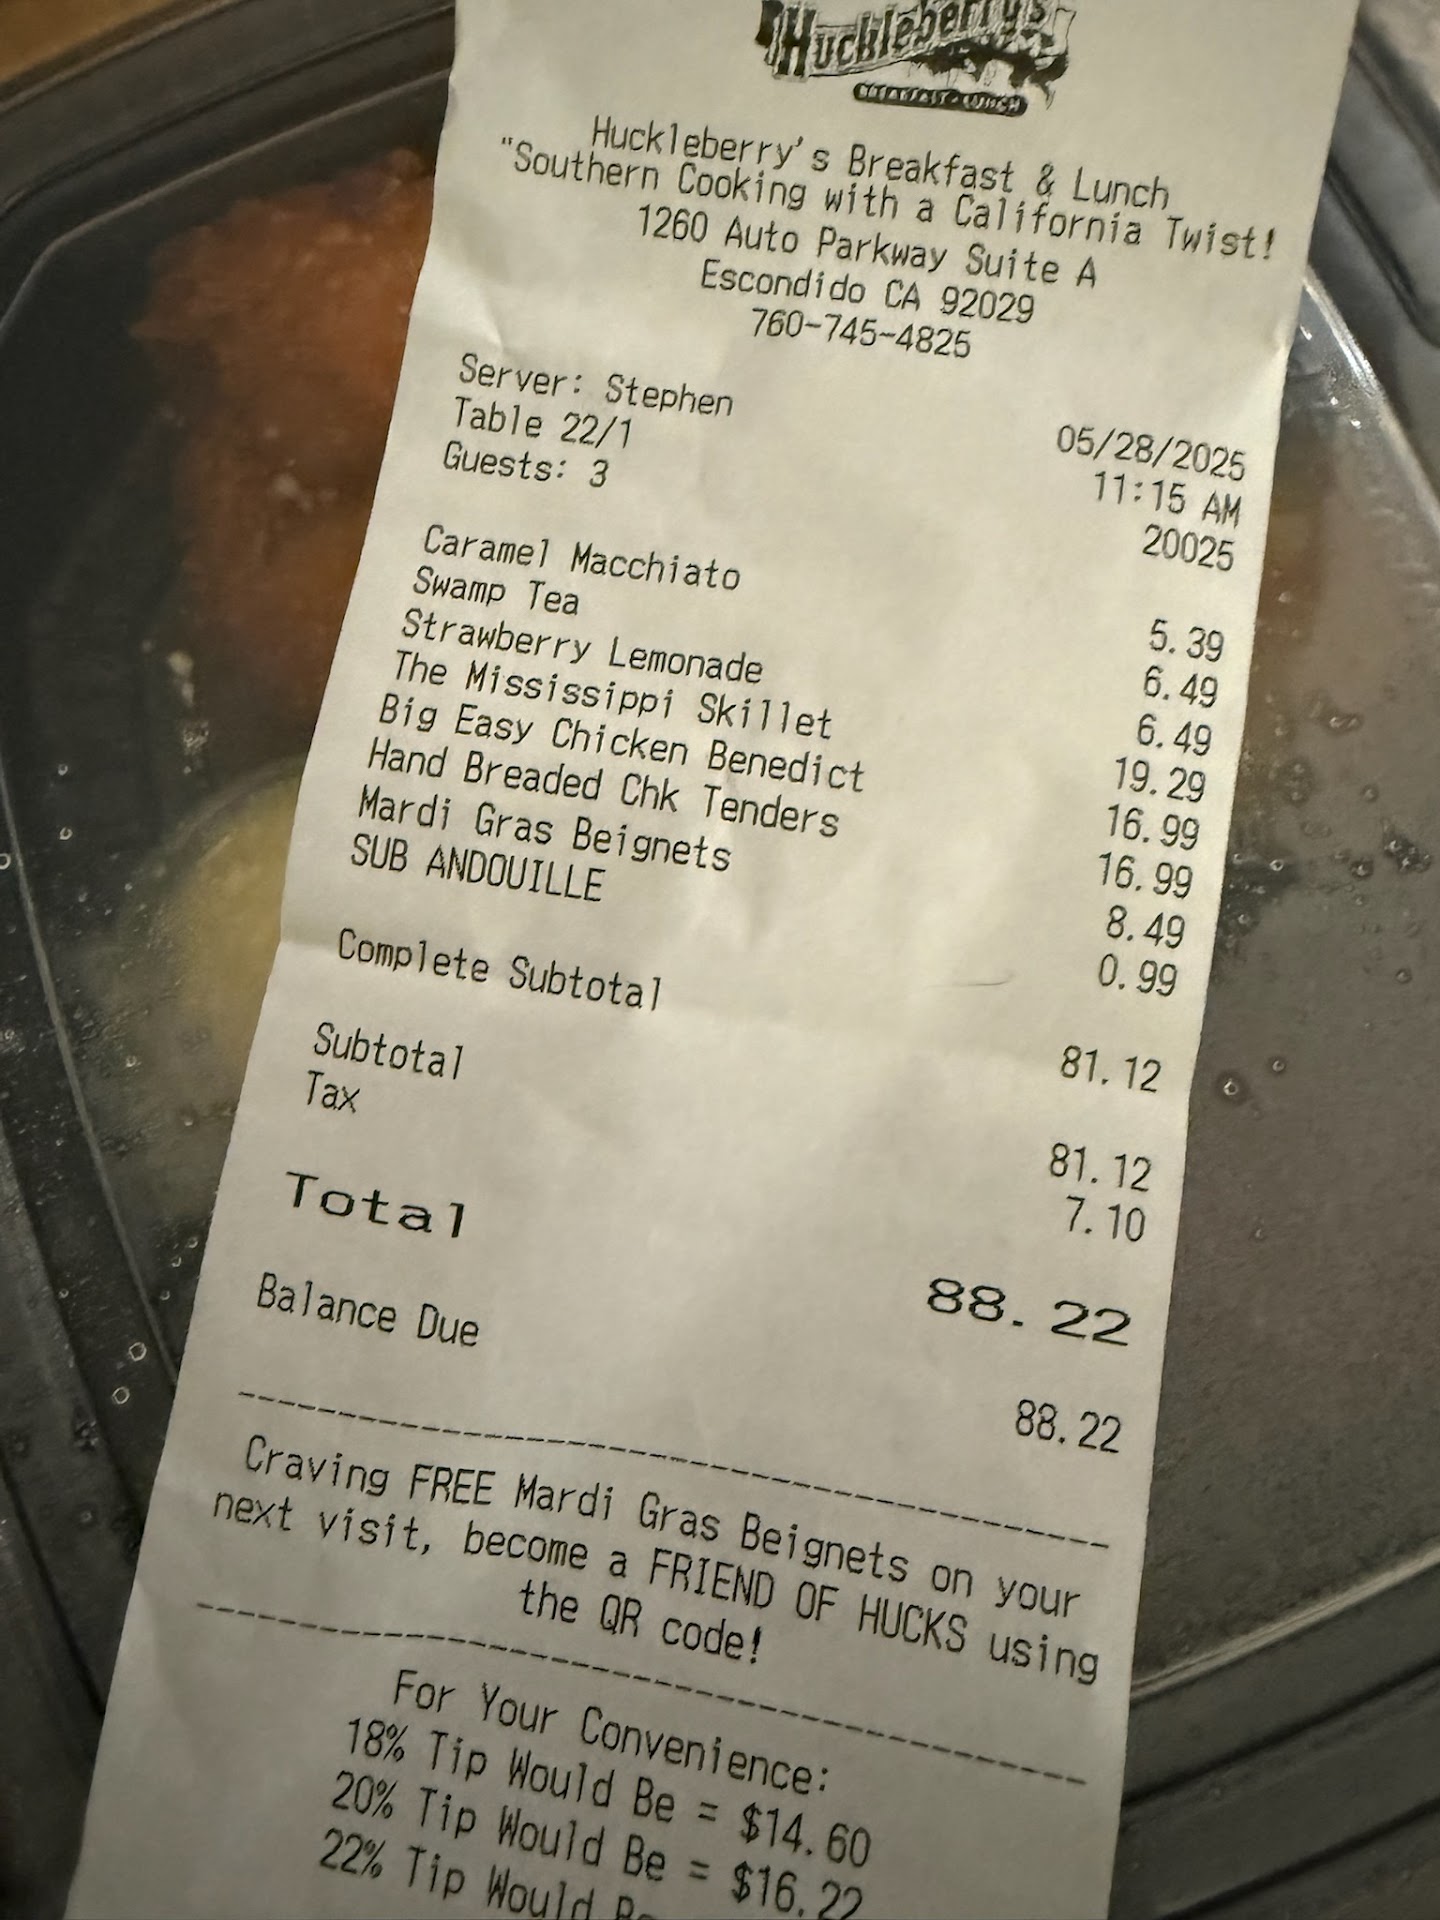 Huckleberry's
BREAKFAST • LUNCH
Huckleberry's Breakfast & Lunch
"Southern Cooking with a California Twist!
1260 Auto Parkway Suite A
Escondido CA 92029
760-745-4825
Server: Stephen 05/28/2025
Table 22/1 11:15 AM
Guests: 3 20025
Caramel Macchiato 5.39
Swamp Tea 6.49
Strawberry Lemonade 6.49
The Mississippi Skillet 19.29
Big Easy Chicken Benedict 16.99
Hand Breaded Chk Tenders 16.99
Mardi Gras Beignets 8.49
SUB ANDOUILLE 0.99
Complete Subtotal 81.12
Subtotal 81.12
Tax 7.10
Total 88.22
Balance Due 88.22
Craving FREE Mardi Gras Beignets on your
next visit, become a FRIEND OF HUCKS using
the QR code!
For Your Convenience:
18% Tip Would Be = $14.60
20% Tip Would Be = $16.22
22% Tip Would Be